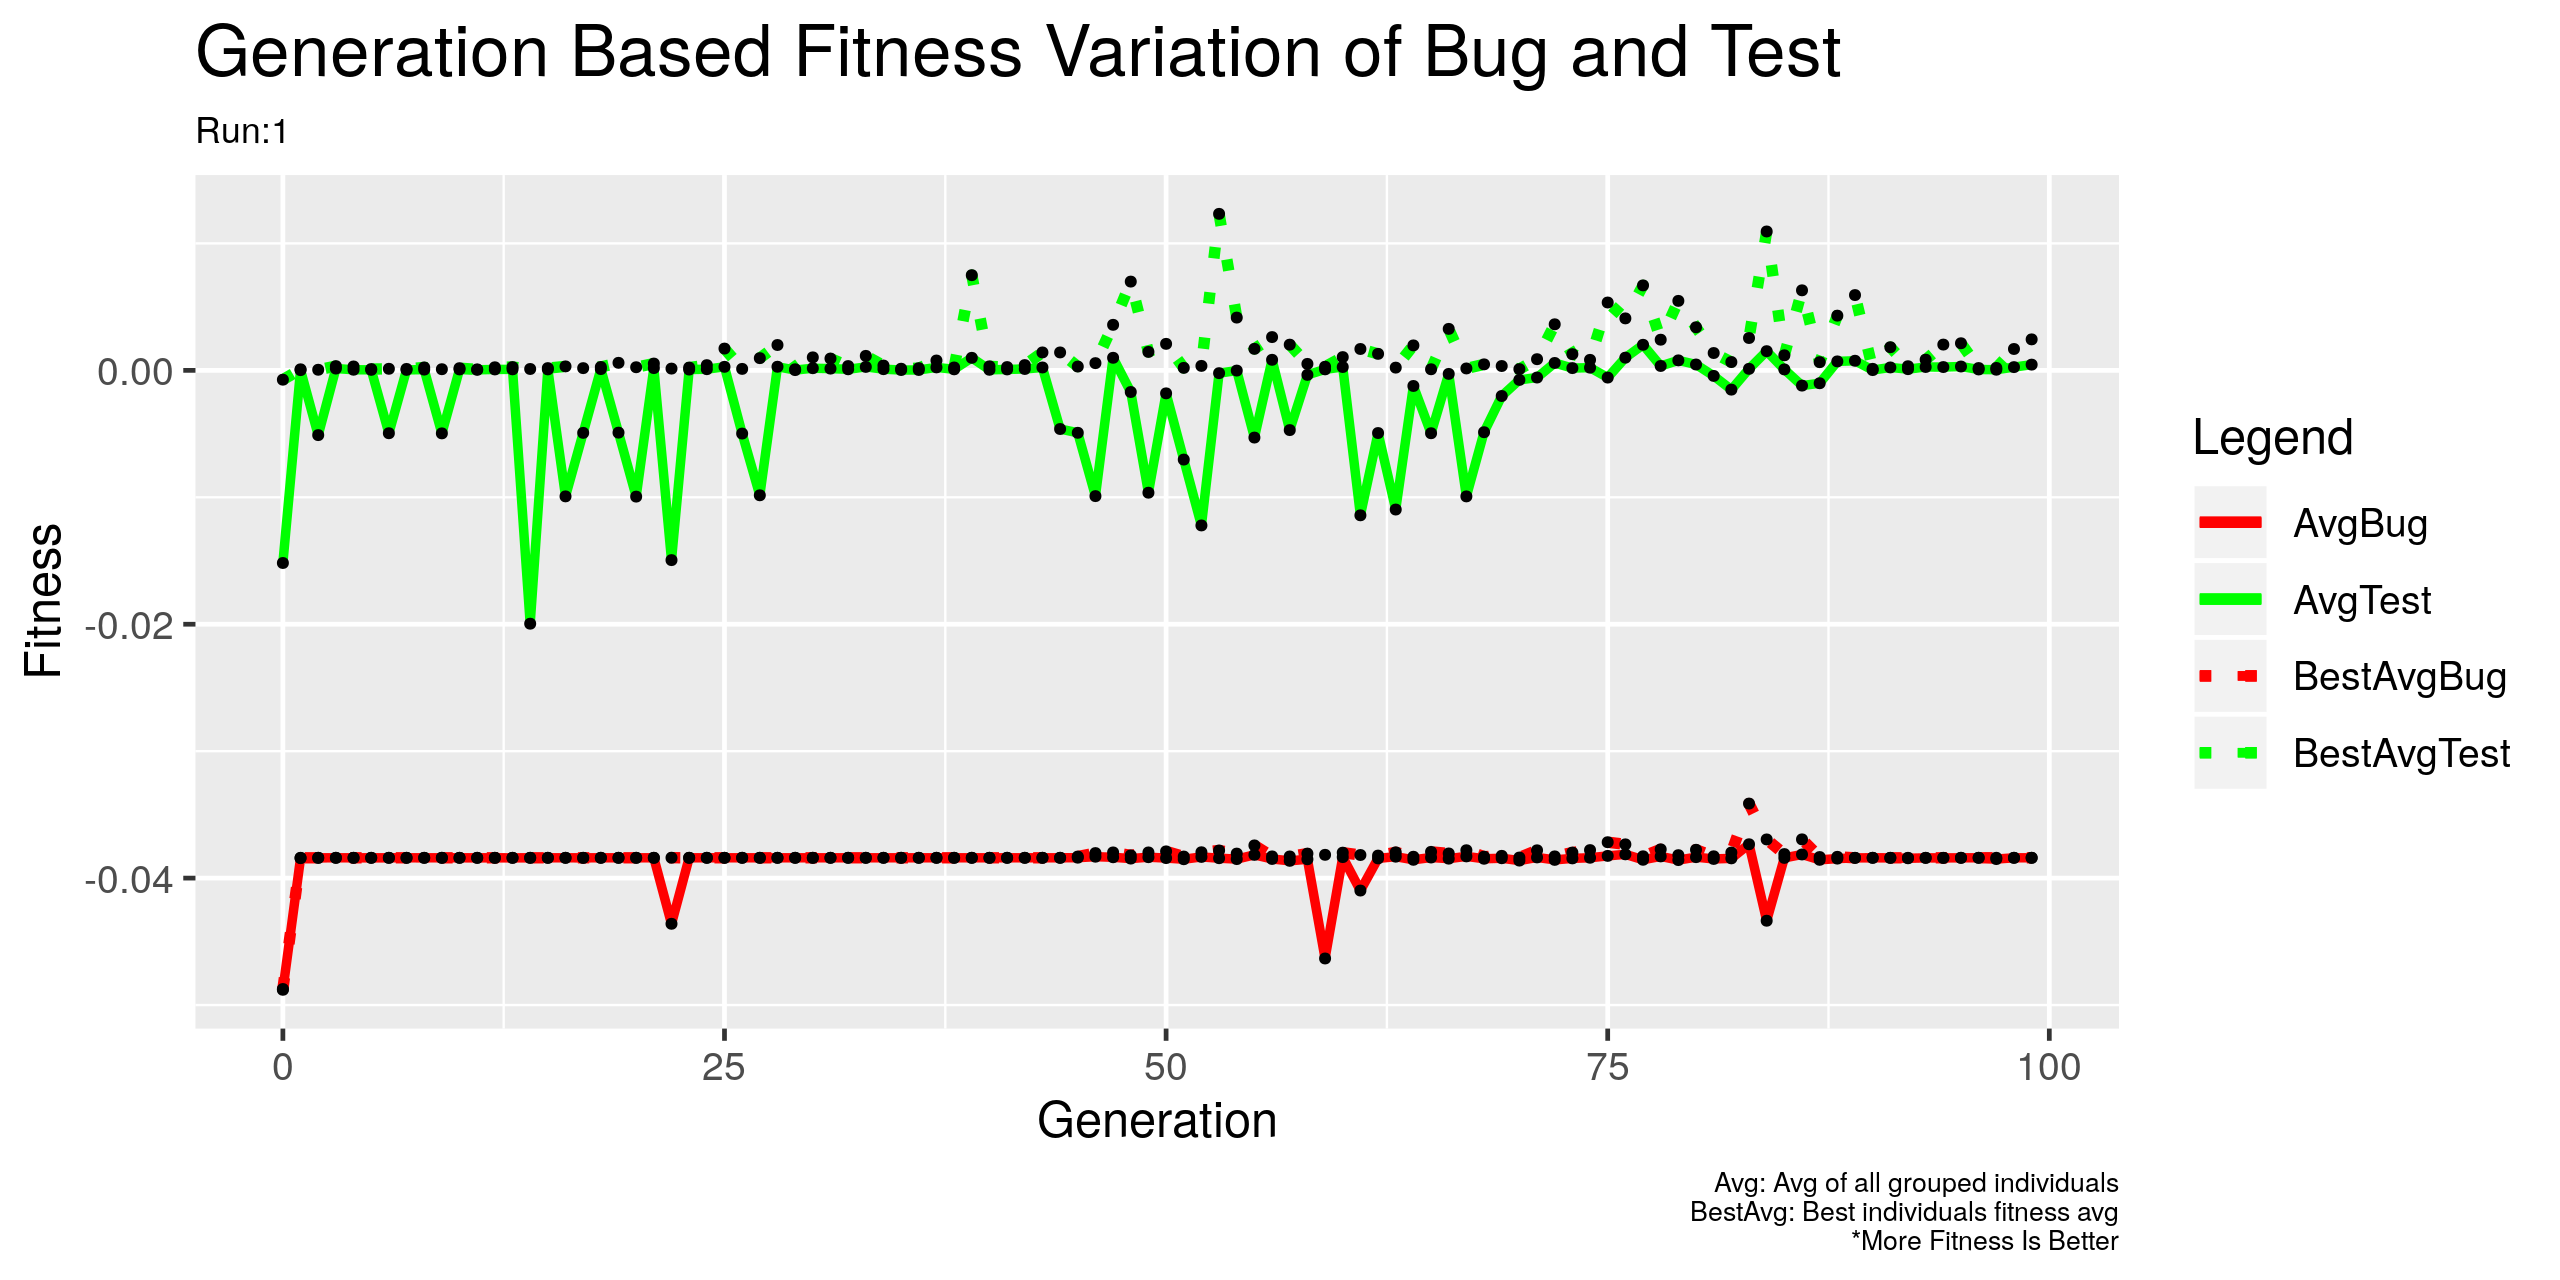 Generation Based Fitness Variation of Bug and Test
Run:1
Fitness
0.00
-0.02
-0.04
0
25
50
75
100
Generation
Legend
AvgBug
AvgTest
BestAvgBug
BestAvgTest
Avg: Avg of all grouped individuals
BestAvg: Best individuals fitness avg
*More Fitness Is Better